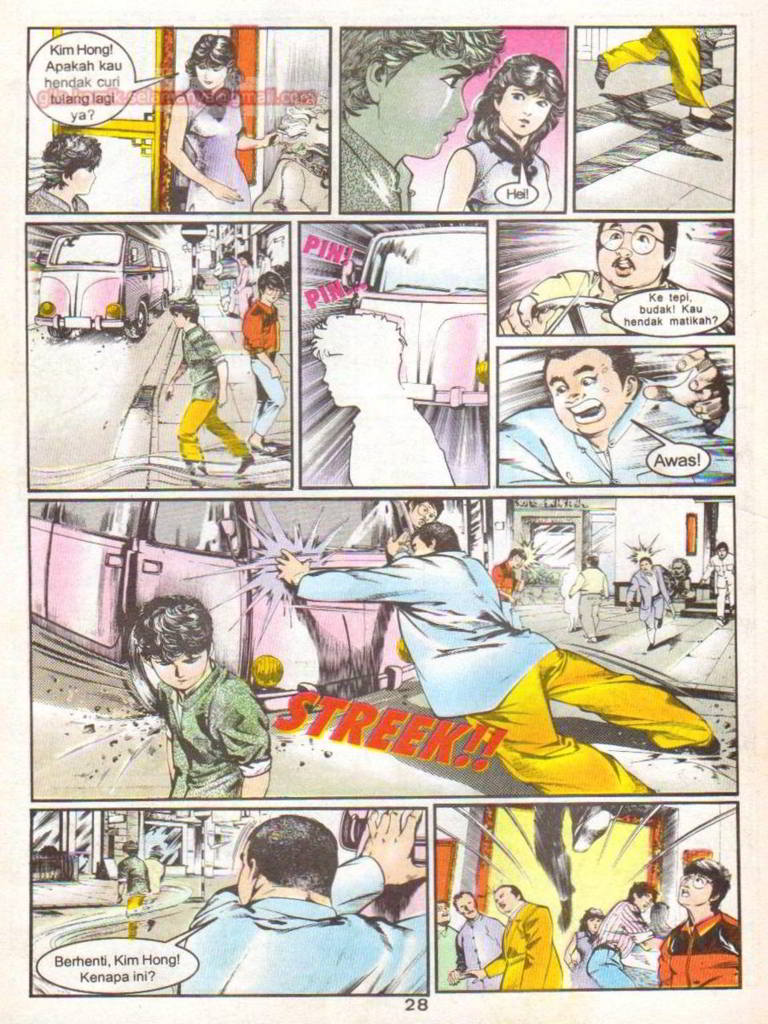 Kim Hong!
Apakah kau
hendak curi
tulang lagi
ya?
Hei!
PIN!
PIN...
Ke tepi,
budak! Kau
hendak matikah?
Awas!
STREEK!!
Berhenti, Kim Hong!
Kenapa ini?
28